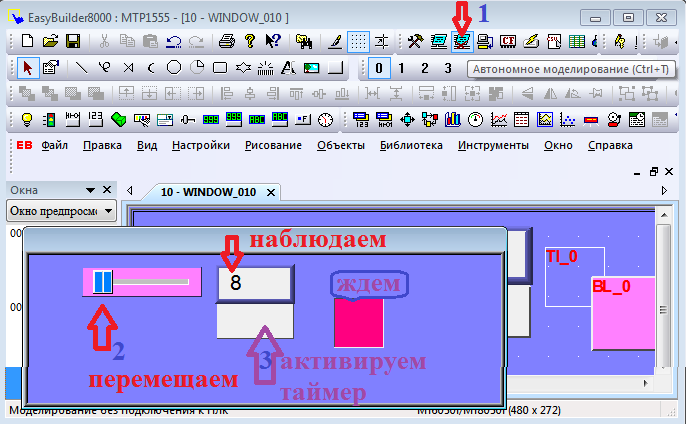 EasyBuilder8000 : MTP1555 - [10 - WINDOW_010 ]
1
0 1 2 3
Автономное моделирование (Ctrl+T)
EB Файл Правка Вид Настройки Рисование Объекты Библиотека Инструменты Окно Справка
Окна
10 - WINDOW_010
Окно предпросмо
наблюдаем
TI_0
8
ждем
BL_0
2
3 активируем
перемещаем
таймер
Моделирование без подключения к ПЛК
MT6050i/MT8050i (480 x 272)